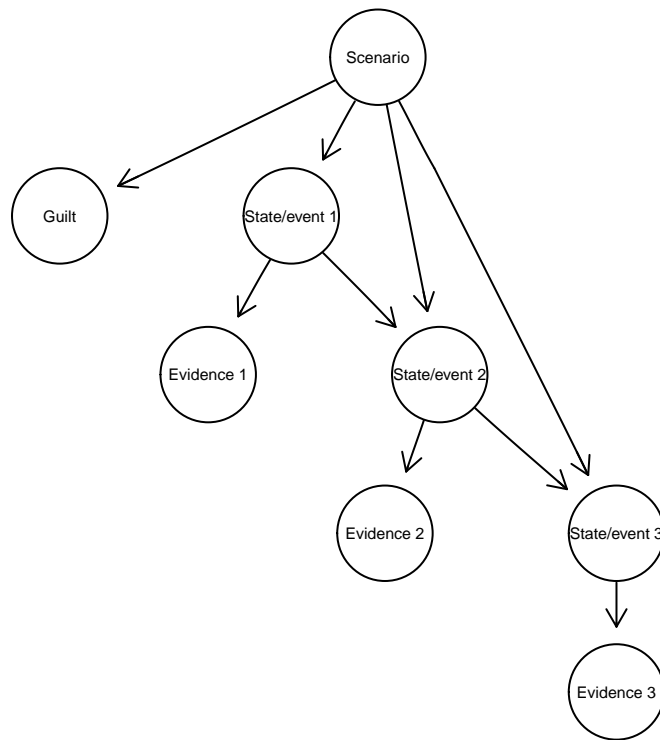 Scenario
Guilt
State/event 1
Evidence 1
State/event 2
Evidence 2
State/event 3
Evidence 3